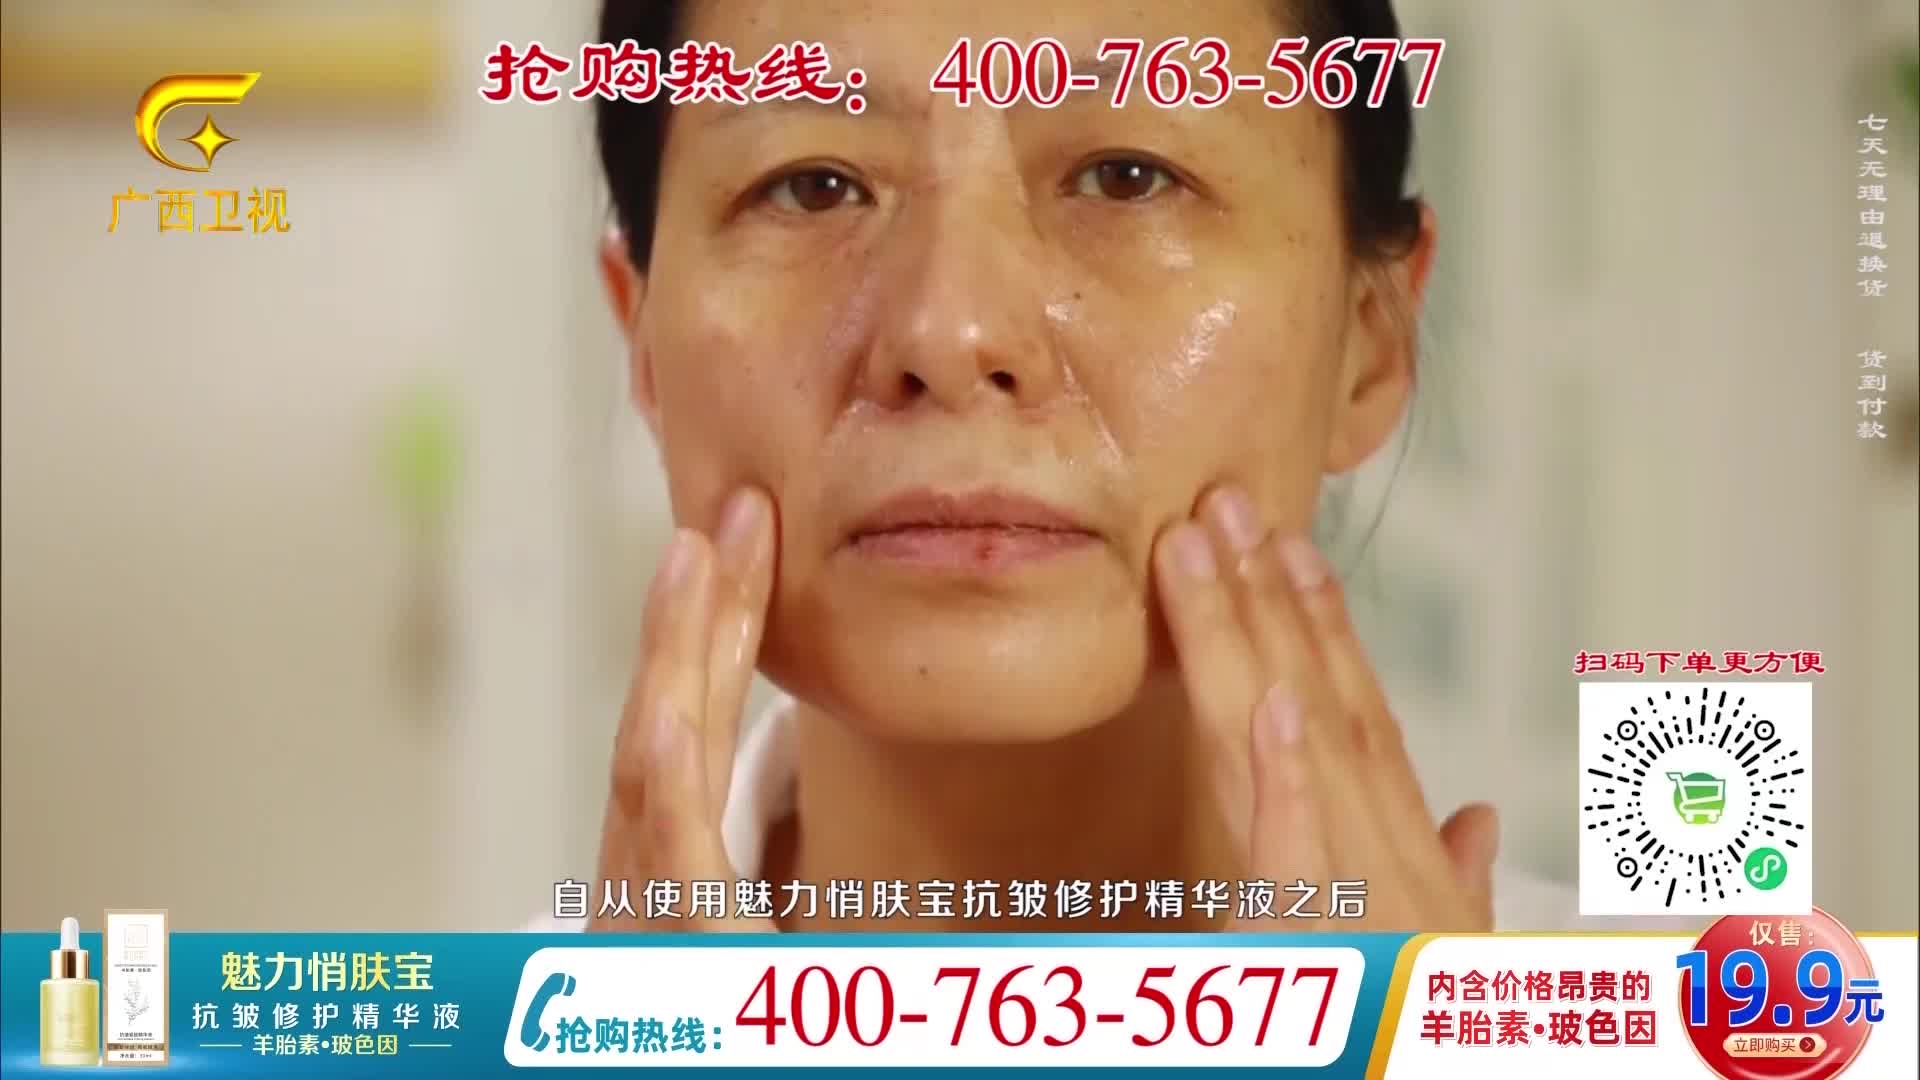 抢购热线： 400-763-5677
广西卫视
七天无理由退换货 货到付款
扫码下单更方便
自从使用魅力悄肤宝抗皱修护精华液之后
魅力悄肤宝
抗皱修护精华液
羊胎素•玻色因
抢购热线：400-763-5677
内含价格昂贵的
羊胎素•玻色因
仅售：
19.9元
立即购买